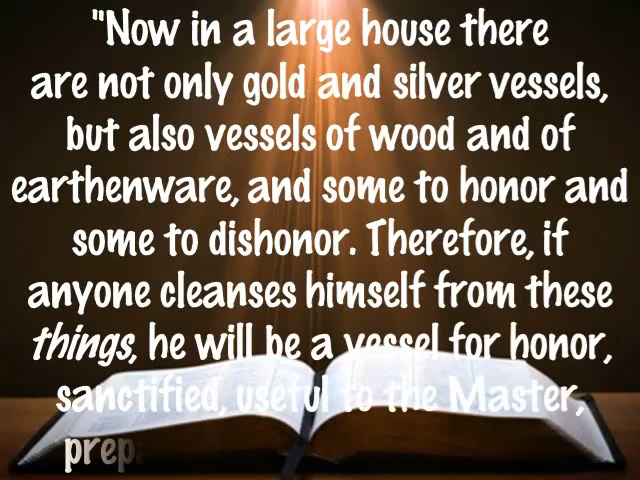 "Now in a large house there
are not only gold and silver vessels,
but also vessels of wood and of
earthenware, and some to honor and
some to dishonor. Therefore, if
anyone cleanses himself from these
things, he will be a vessel for honor,
sanctified, useful to the Master,